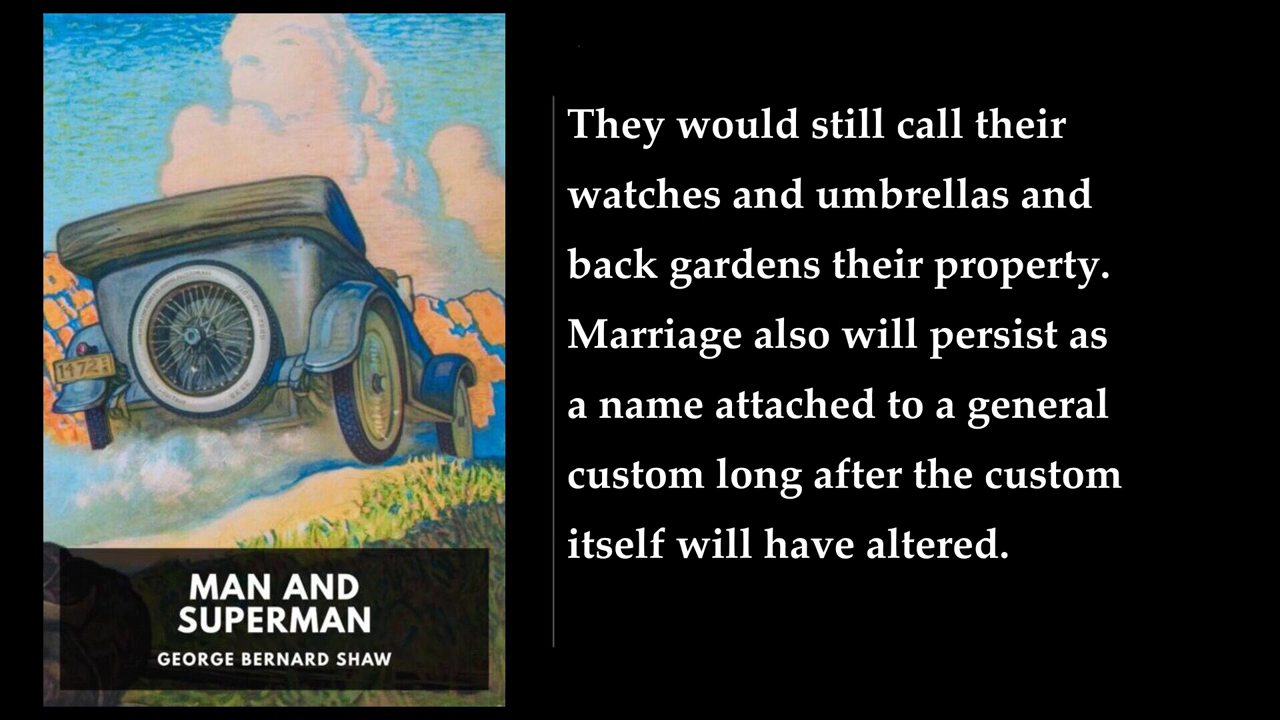 They would still call their
watches and umbrellas and
back gardens their property.
Marriage also will persist as
a name attached to a general
custom long after the custom
itself will have altered.
1472
MAN AND
SUPERMAN
GEORGE BERNARD SHAW